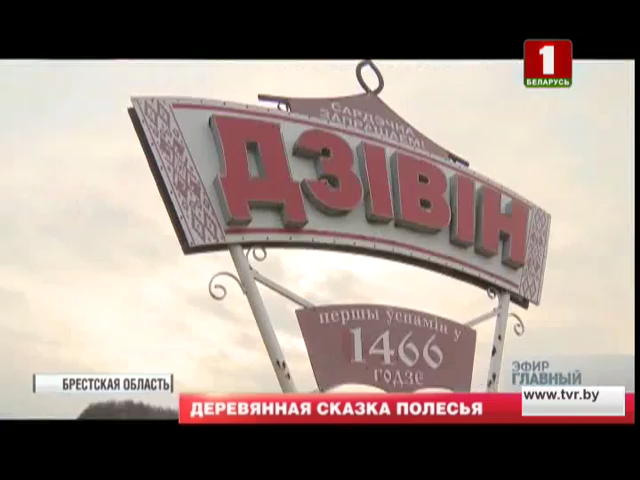 1
БЕЛАРУСЬ
САРДЭЧНА
ЗАПРАШАЕМ!
ДЗІВІН
першы успамін у
1466
годзе
БРЕСТСКАЯ ОБЛАСТЬ
ЭФИР
ГЛАВНЫЙ
www.tvr.by
ДЕРЕВЯННАЯ СКАЗКА ПОЛЕСЬЯ